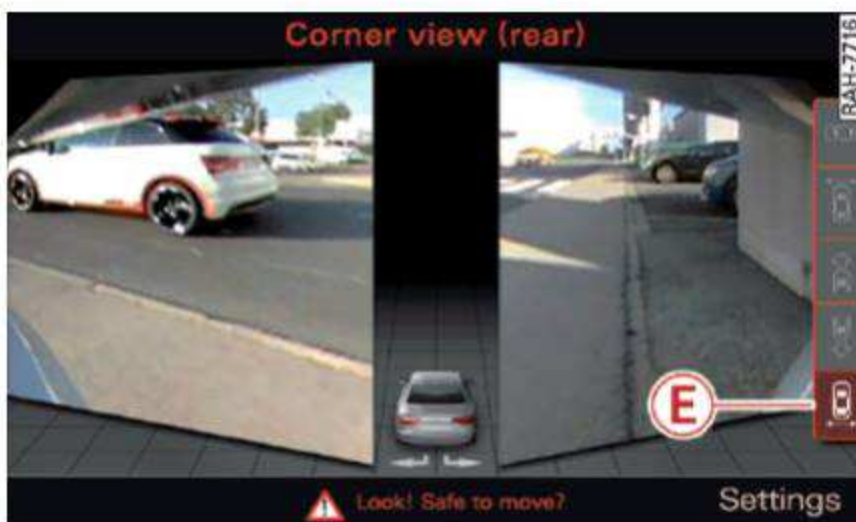 Corner view (rear)
RAH-7716
E
Look! Safe to move?
Settings